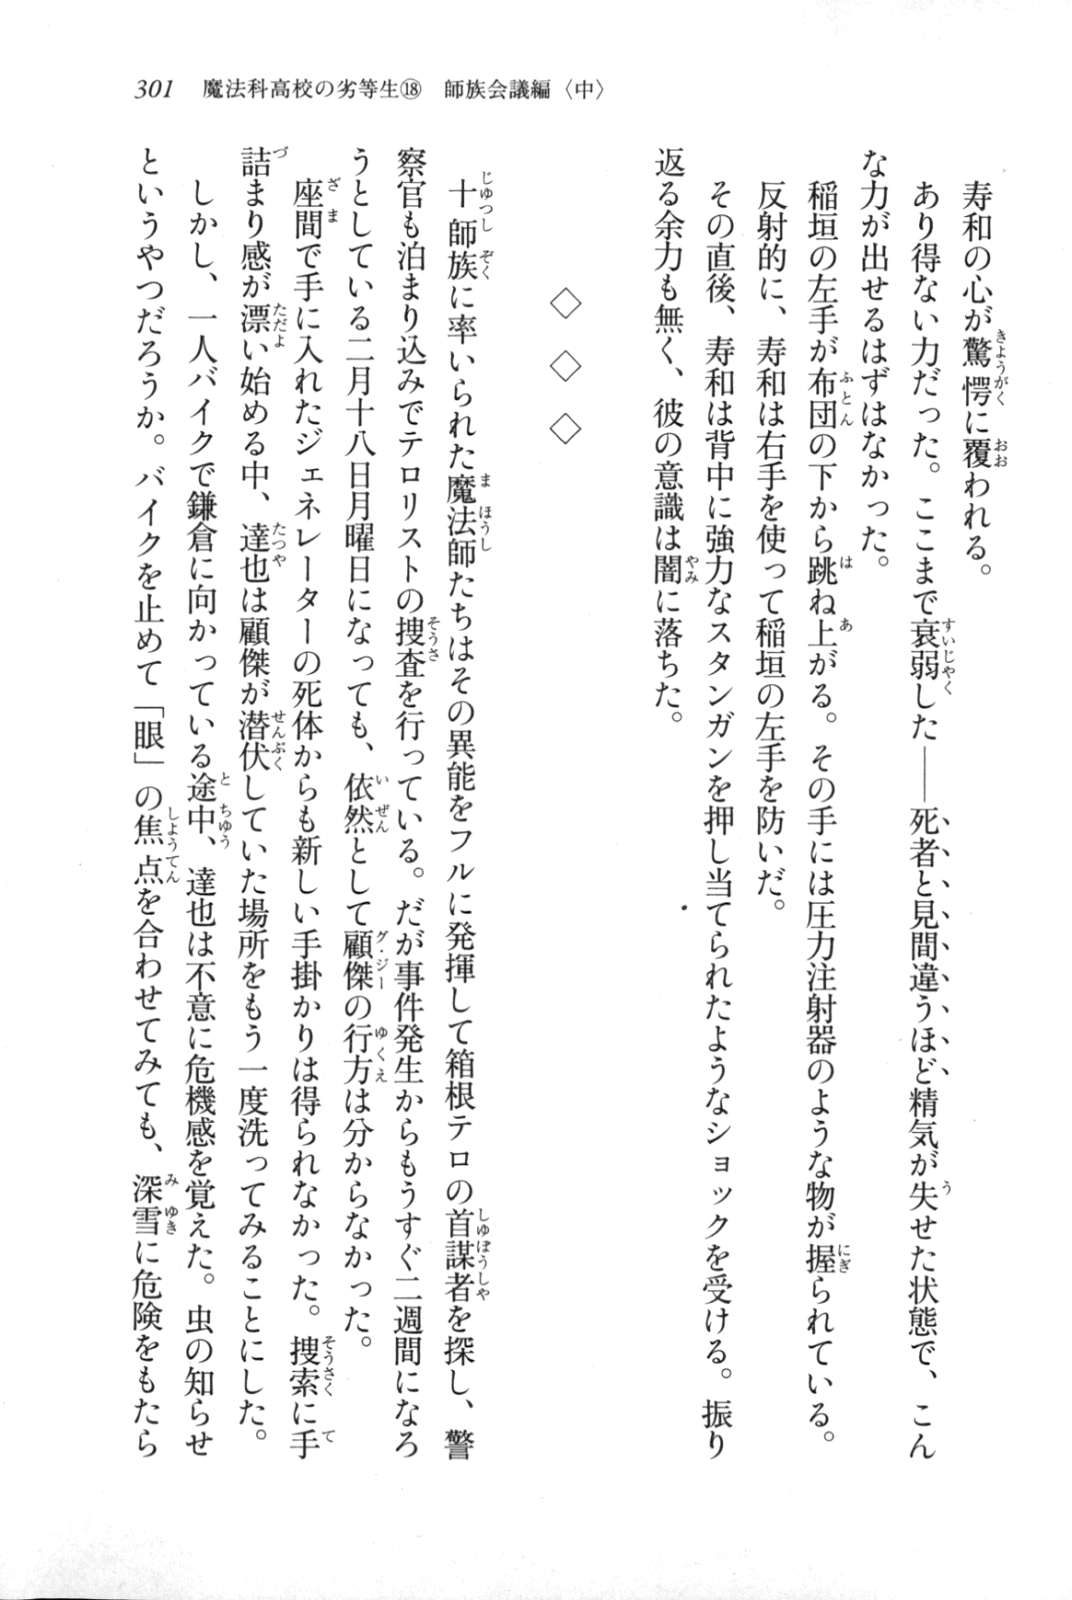 301 魔法科高校の劣等生⑱ 師族会議編〈中〉
寿和の心が驚愕に覆われる。
あり得ない力だった。ここまで衰弱した――死者と見間違うほど精気が失せた状態で、こん
な力が出せるはずはなかった。
稲垣の左手が布団の下から跳ね上がる。その手には圧力注射器のような物が握られている。
反射的に、寿和は右手を使って稲垣の左手を防いだ。
その直後、寿和は背中に強力なスタンガンを押し当てられたようなショックを受ける。振り
返る余力も無く、彼の意識は闇に落ちた。
◇ ◇ ◇
十師族に率いられた魔法師たちはその異能をフルに発揮して箱根テロの首謀者を探し、警
察官も泊まり込みでテロリストの捜査を行っている。だが事件発生からもうすぐ二週間になろ
うとしている二月十八日月曜日になっても、依然として顧傑の行方は分からなかった。
座間で手に入れたジェネレーターの死体からも新しい手掛かりは得られなかった。捜索に手
詰まり感が漂い始める中、達也は顧傑が潜伏していた場所をもう一度洗ってみることにした。
しかし、一人バイクで鎌倉に向かっている途中、達也は不意に危機感を覚えた。虫の知らせ
というやつだろうか。バイクを止めて「眼」の焦点を合わせてみても、深雪に危険をもたら